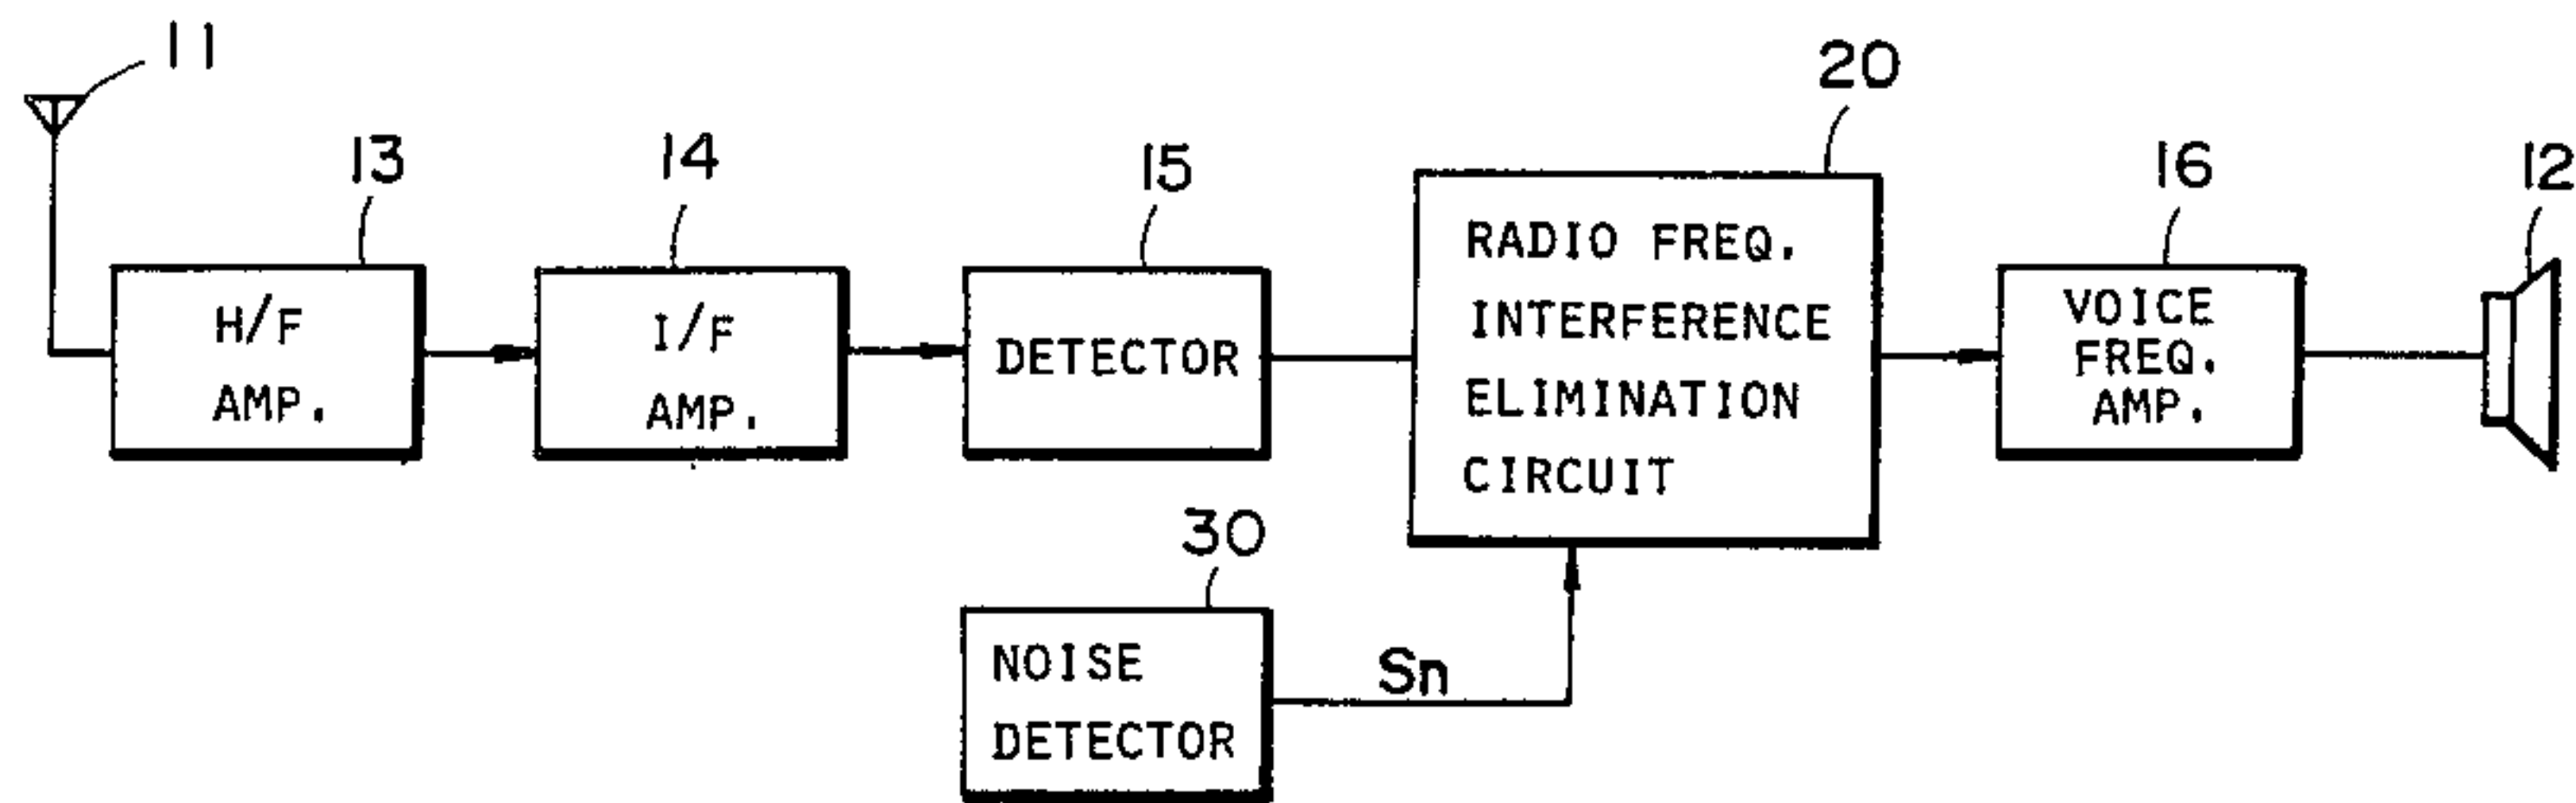 11
13
H/F
AMP.
14
I/F
AMP.
15
DETECTOR
20
RADIO FREQ.
INTERFERENCE
ELIMINATION
CIRCUIT
16
VOICE
FREQ.
AMP.
12
30
NOISE
DETECTOR
Sn